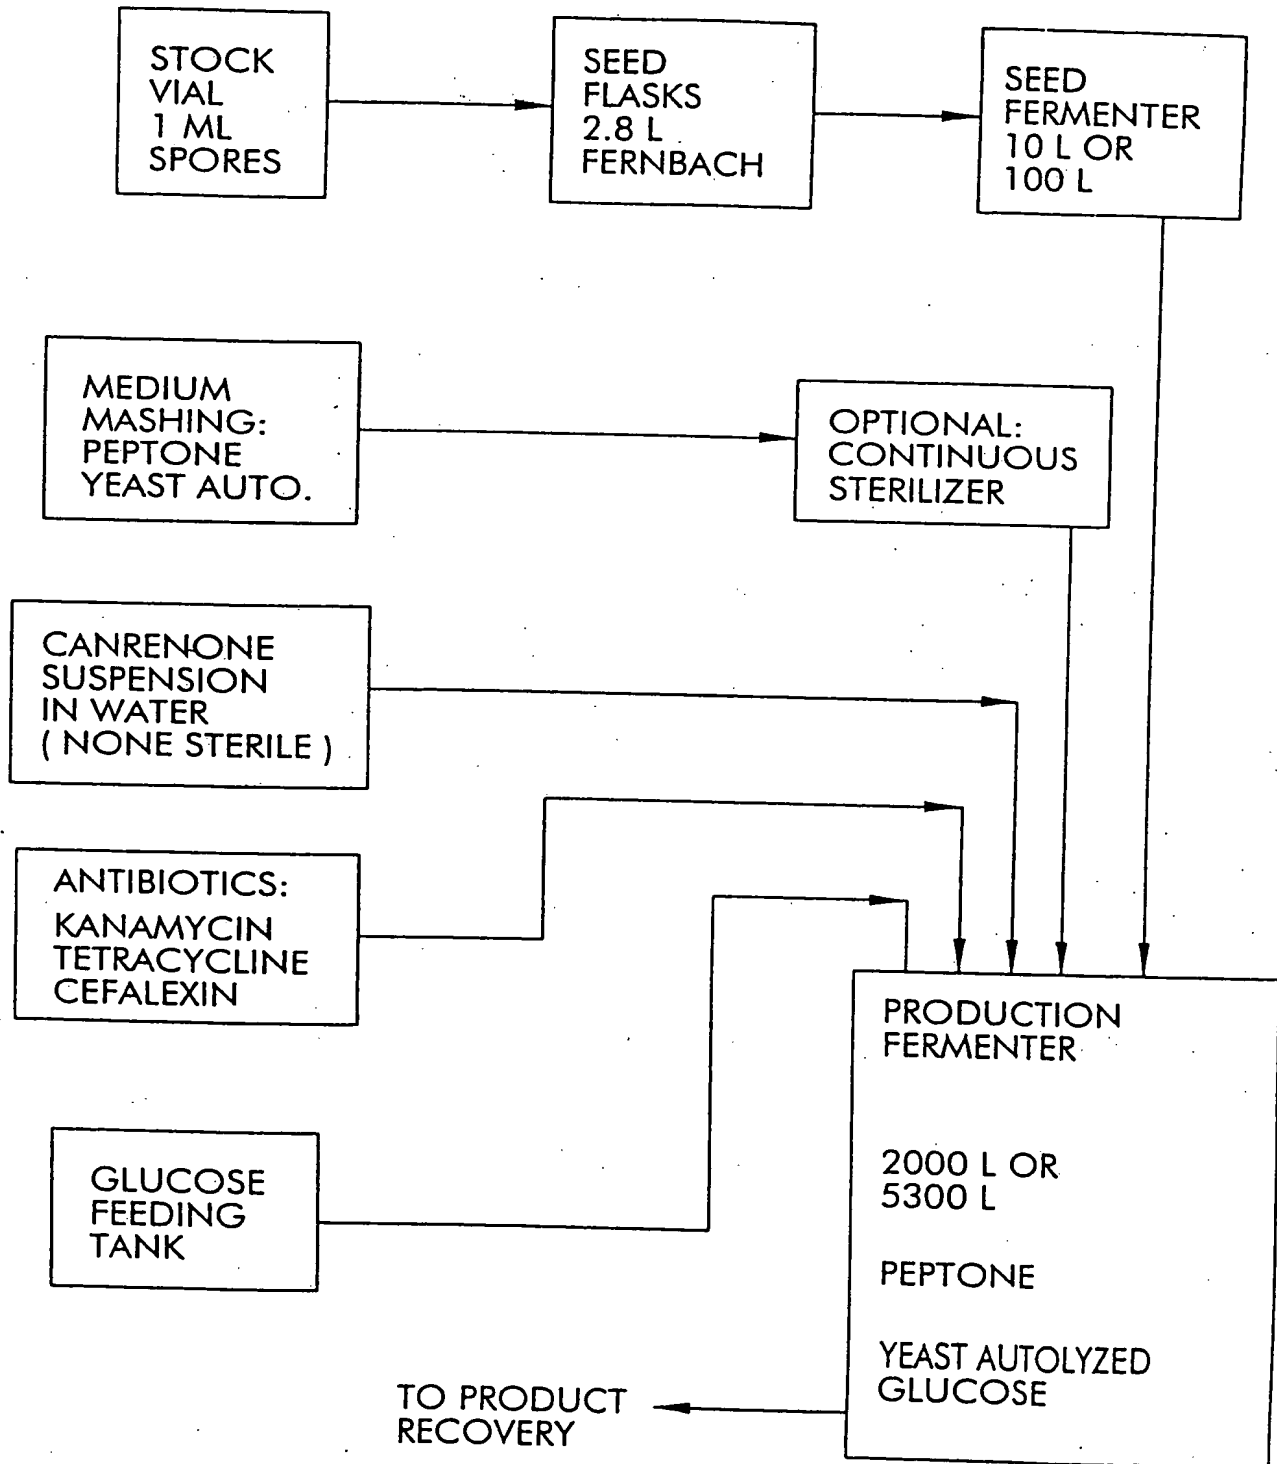 STOCK
VIAL
1 ML
SPORES
SEED
FLASKS
2.8 L
FERNBACH
SEED
FERMENTER
10 L OR
100 L
MEDIUM
MASHING:
PEPTONE
YEAST AUTO.
OPTIONAL:
CONTINUOUS
STERILIZER
CANRENONE
SUSPENSION
IN WATER
( NONE STERILE )
ANTIBIOTICS:
KANAMYCIN
TETRACYCLINE
CEFALEXIN
GLUCOSE
FEEDING
TANK
PRODUCTION
FERMENTER
2000 L OR
5300 L
PEPTONE
YEAST AUTOLYZED
GLUCOSE
TO PRODUCT
RECOVERY